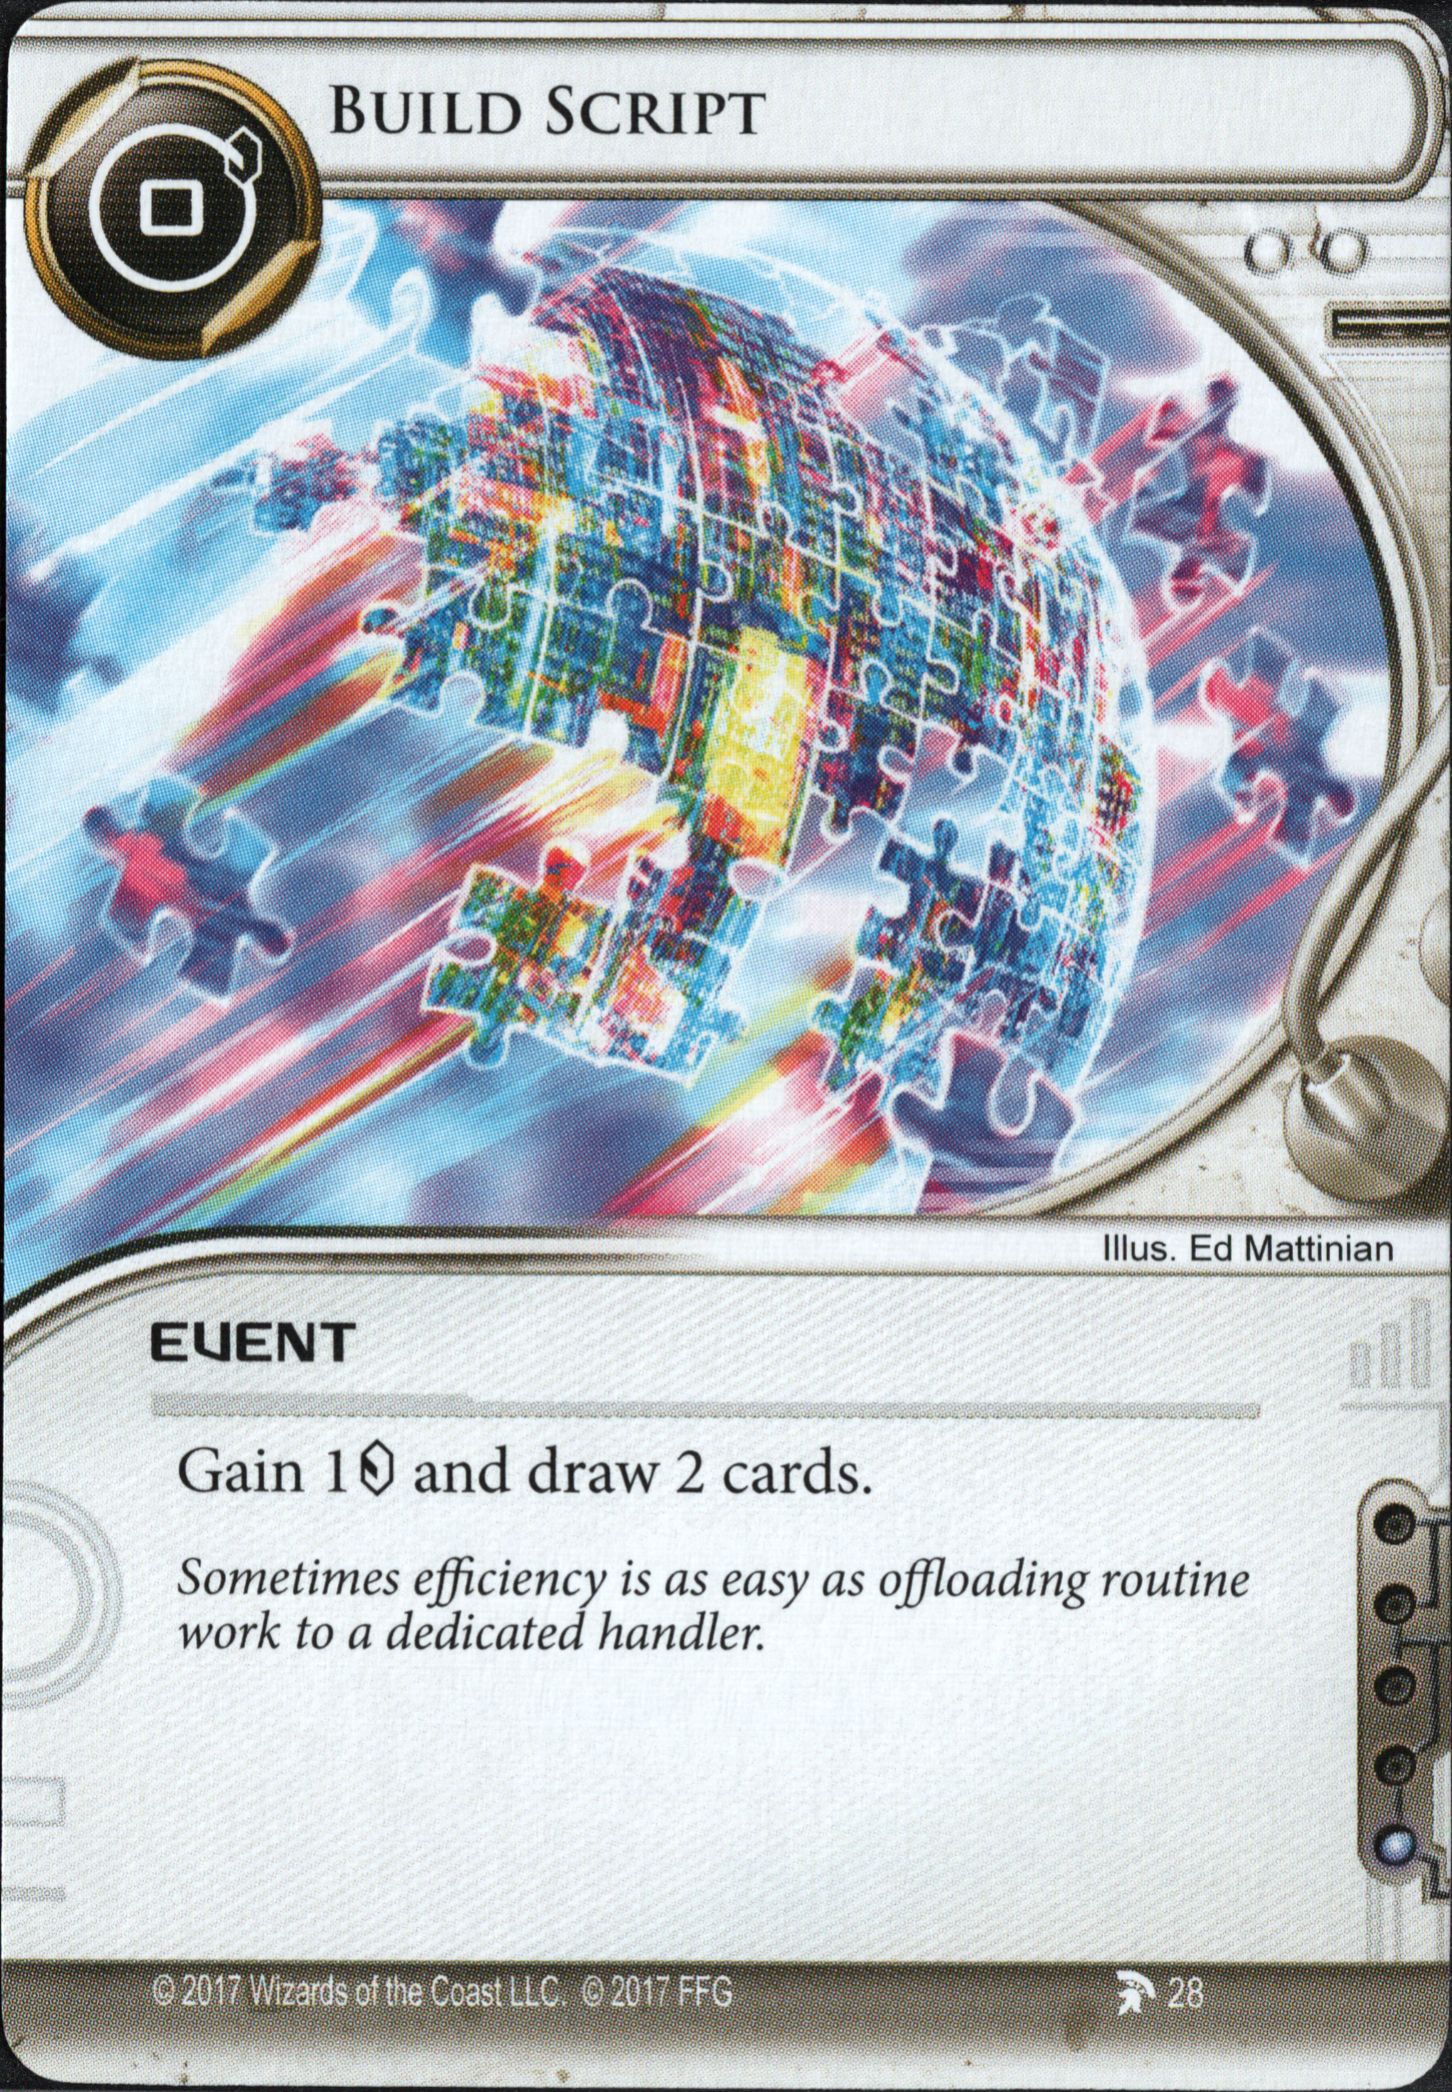 0
Build Script
Illus. Ed Mattinian
EVENT
Gain 1 and draw 2 cards.
Sometimes efficiency is as easy as offloading routine
work to a dedicated handler.
© 2017 Wizards of the Coast LLC. © 2017 FFG
28